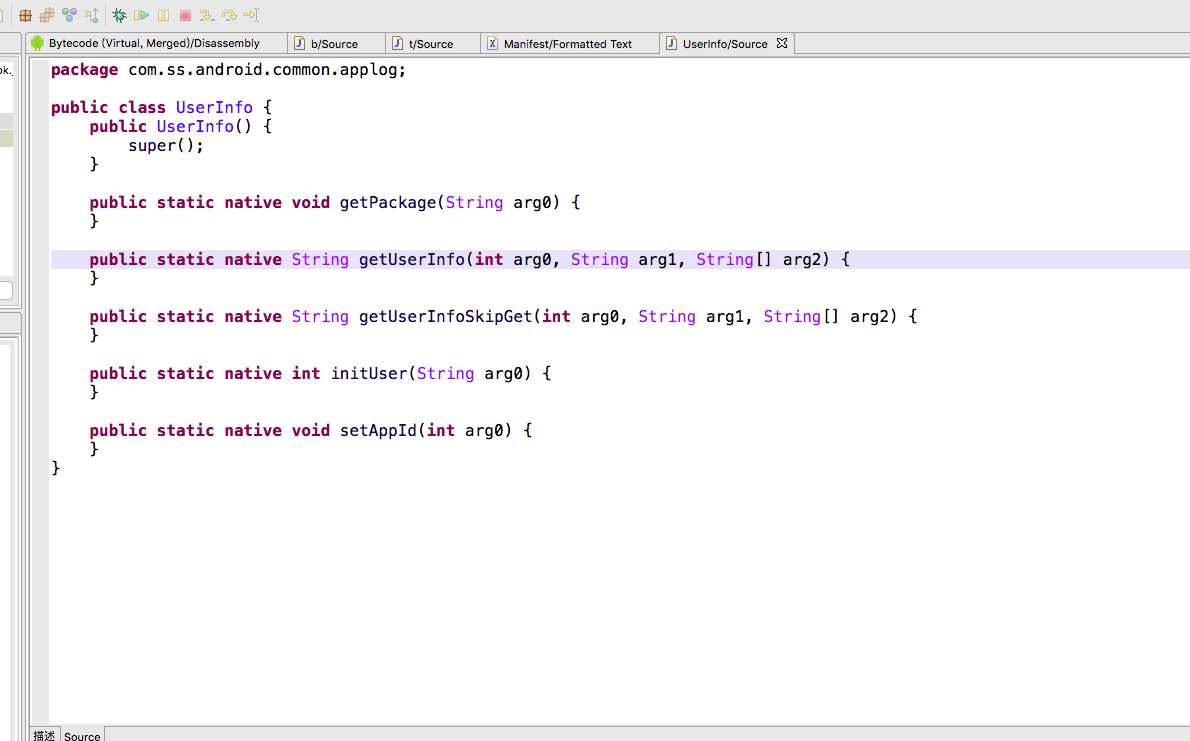 Bytecode (Virtual, Merged)/Disassembly
b/Source
t/Source
Manifest/Formatted Text
UserInfo/Source
package com.ss.android.common.applog;
public class UserInfo {
public UserInfo() {
super();
}
public static native void getPackage(String arg0) {
}
public static native String getUserInfo(int arg0, String arg1, String[] arg2) {
}
public static native String getUserInfoSkipGet(int arg0, String arg1, String[] arg2) {
}
public static native int initUser(String arg0) {
}
public static native void setAppId(int arg0) {
}
}
描述
Source